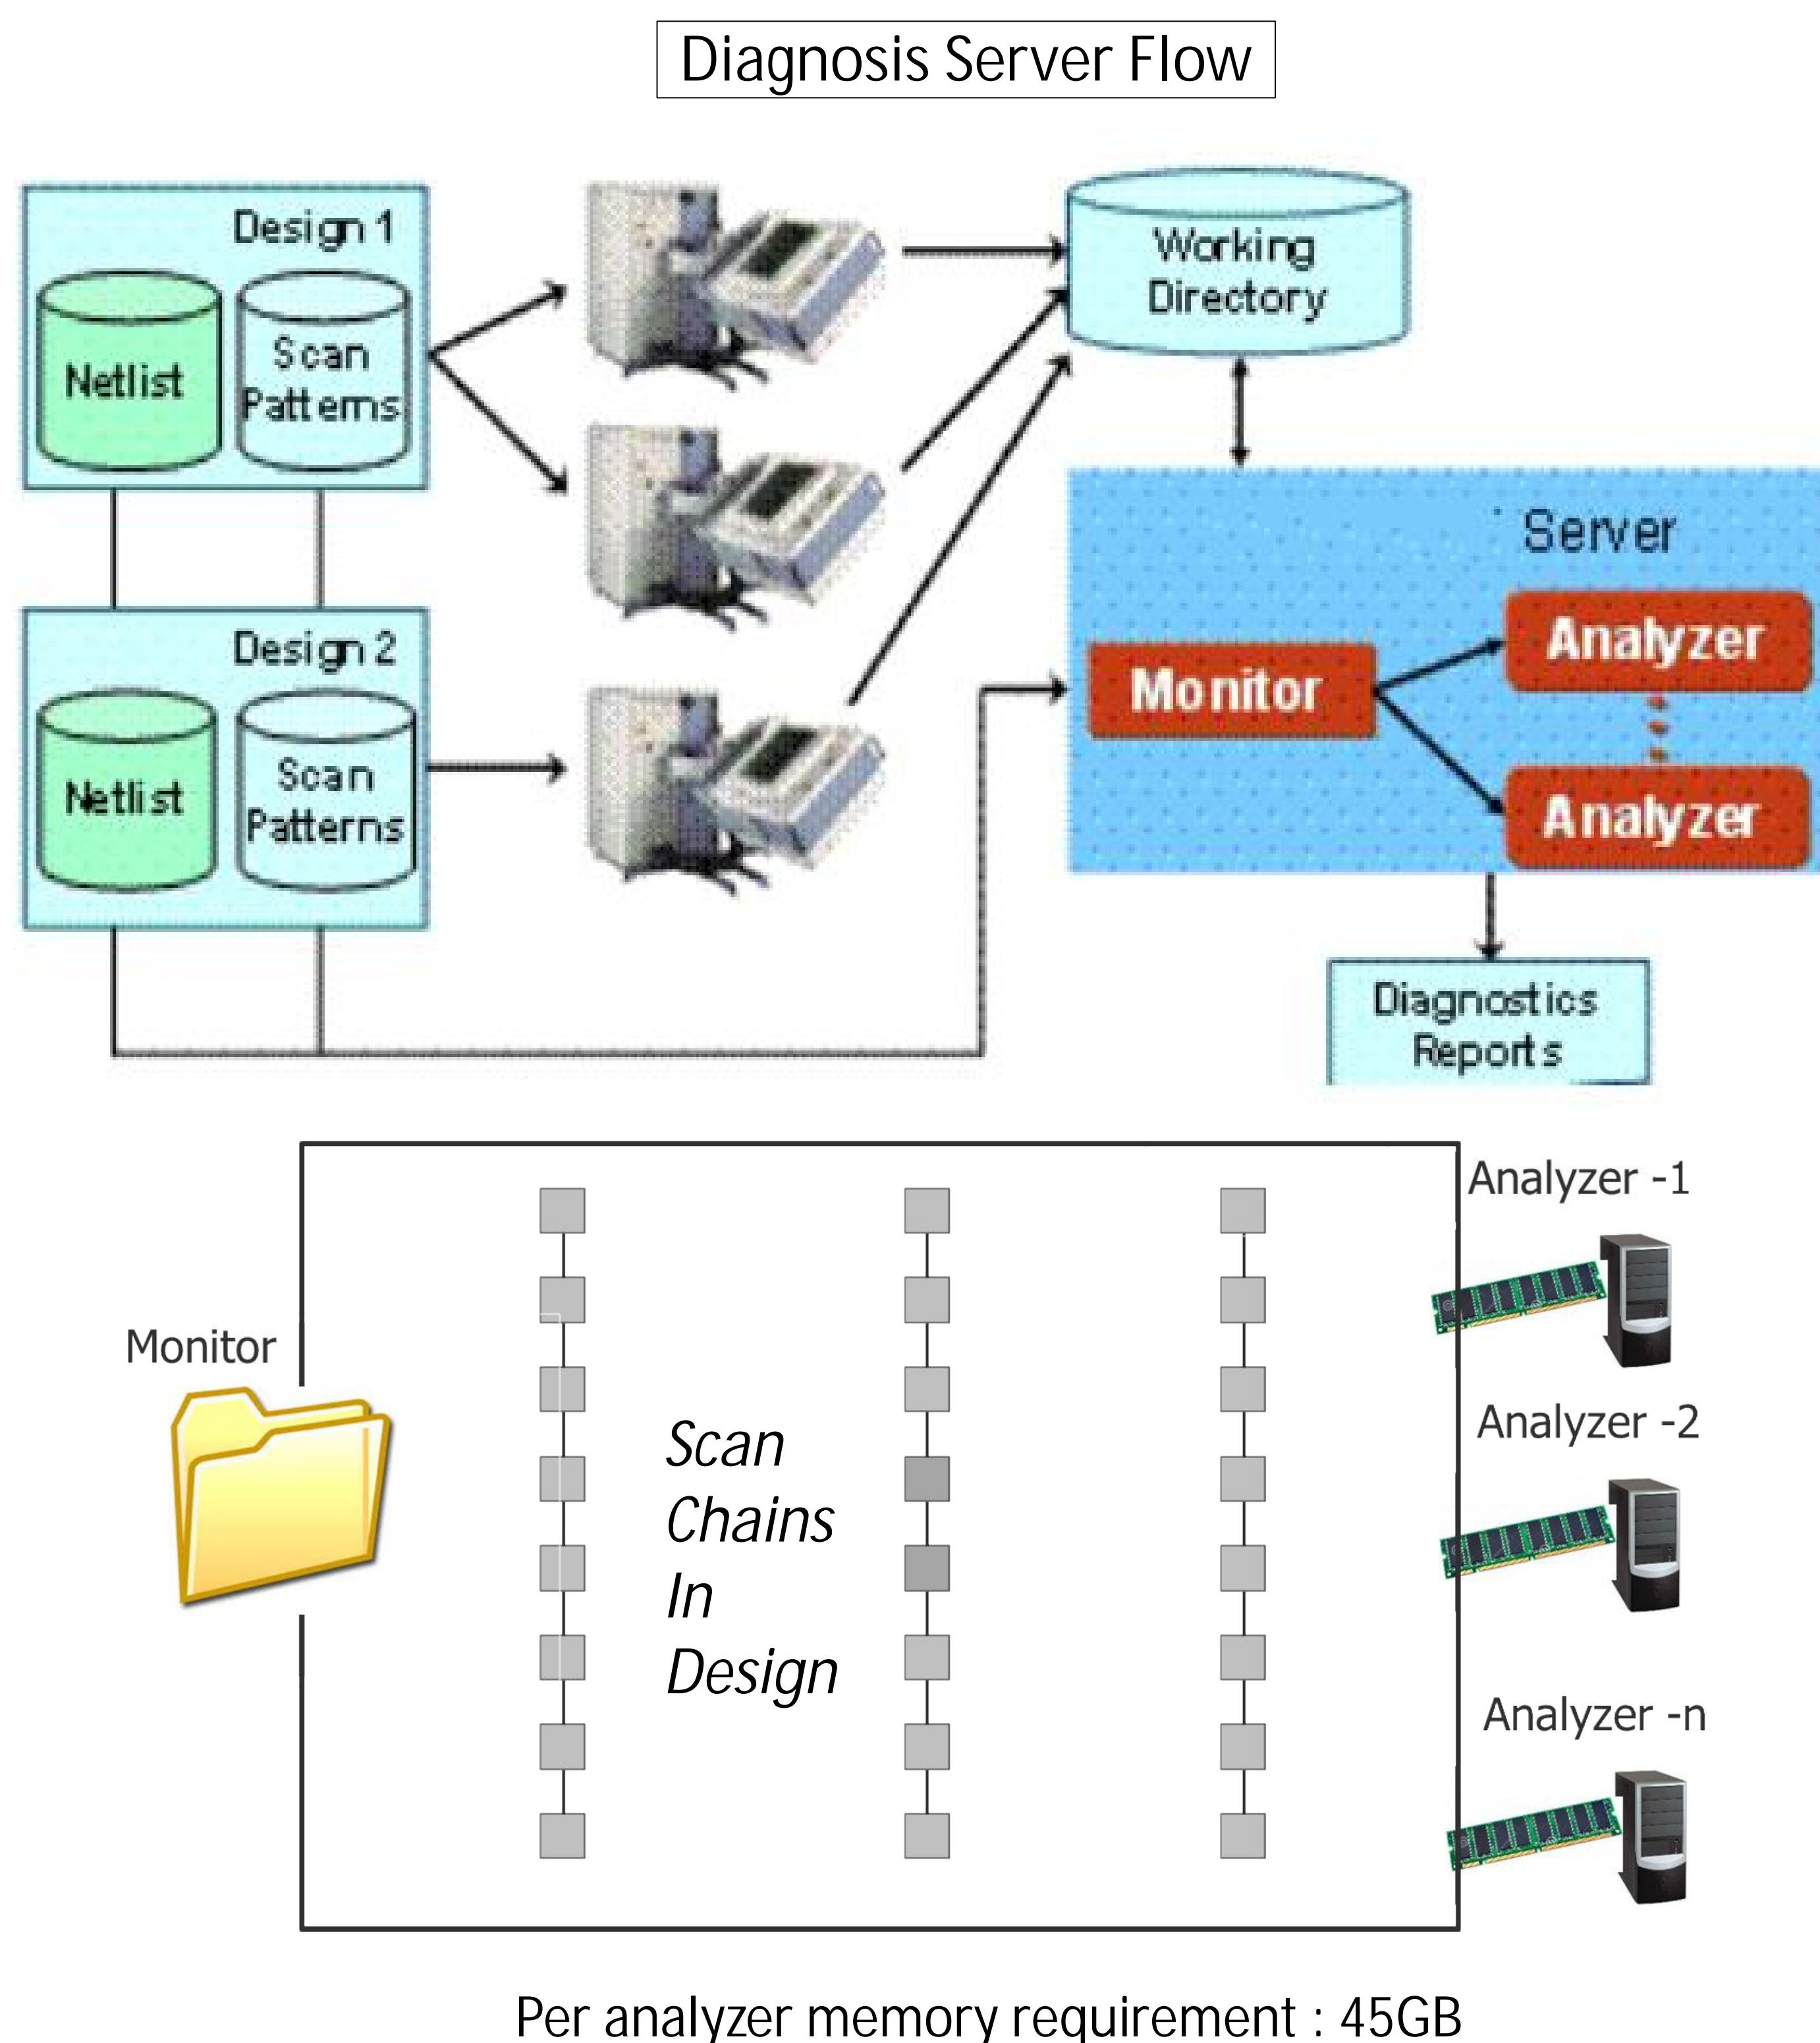 Diagnosis Server Flow
Design 1
Netlist
Scan
Patterns
Design 2
Netlist
Scan
Patterns
Working
Directory
Server
Monitor
Analyzer
Analyzer
Diagnostics
Reports
Monitor
Scan
Chains
In
Design
Analyzer -1
Analyzer -2
Analyzer -n
Per analyzer memory requirement : 45GB